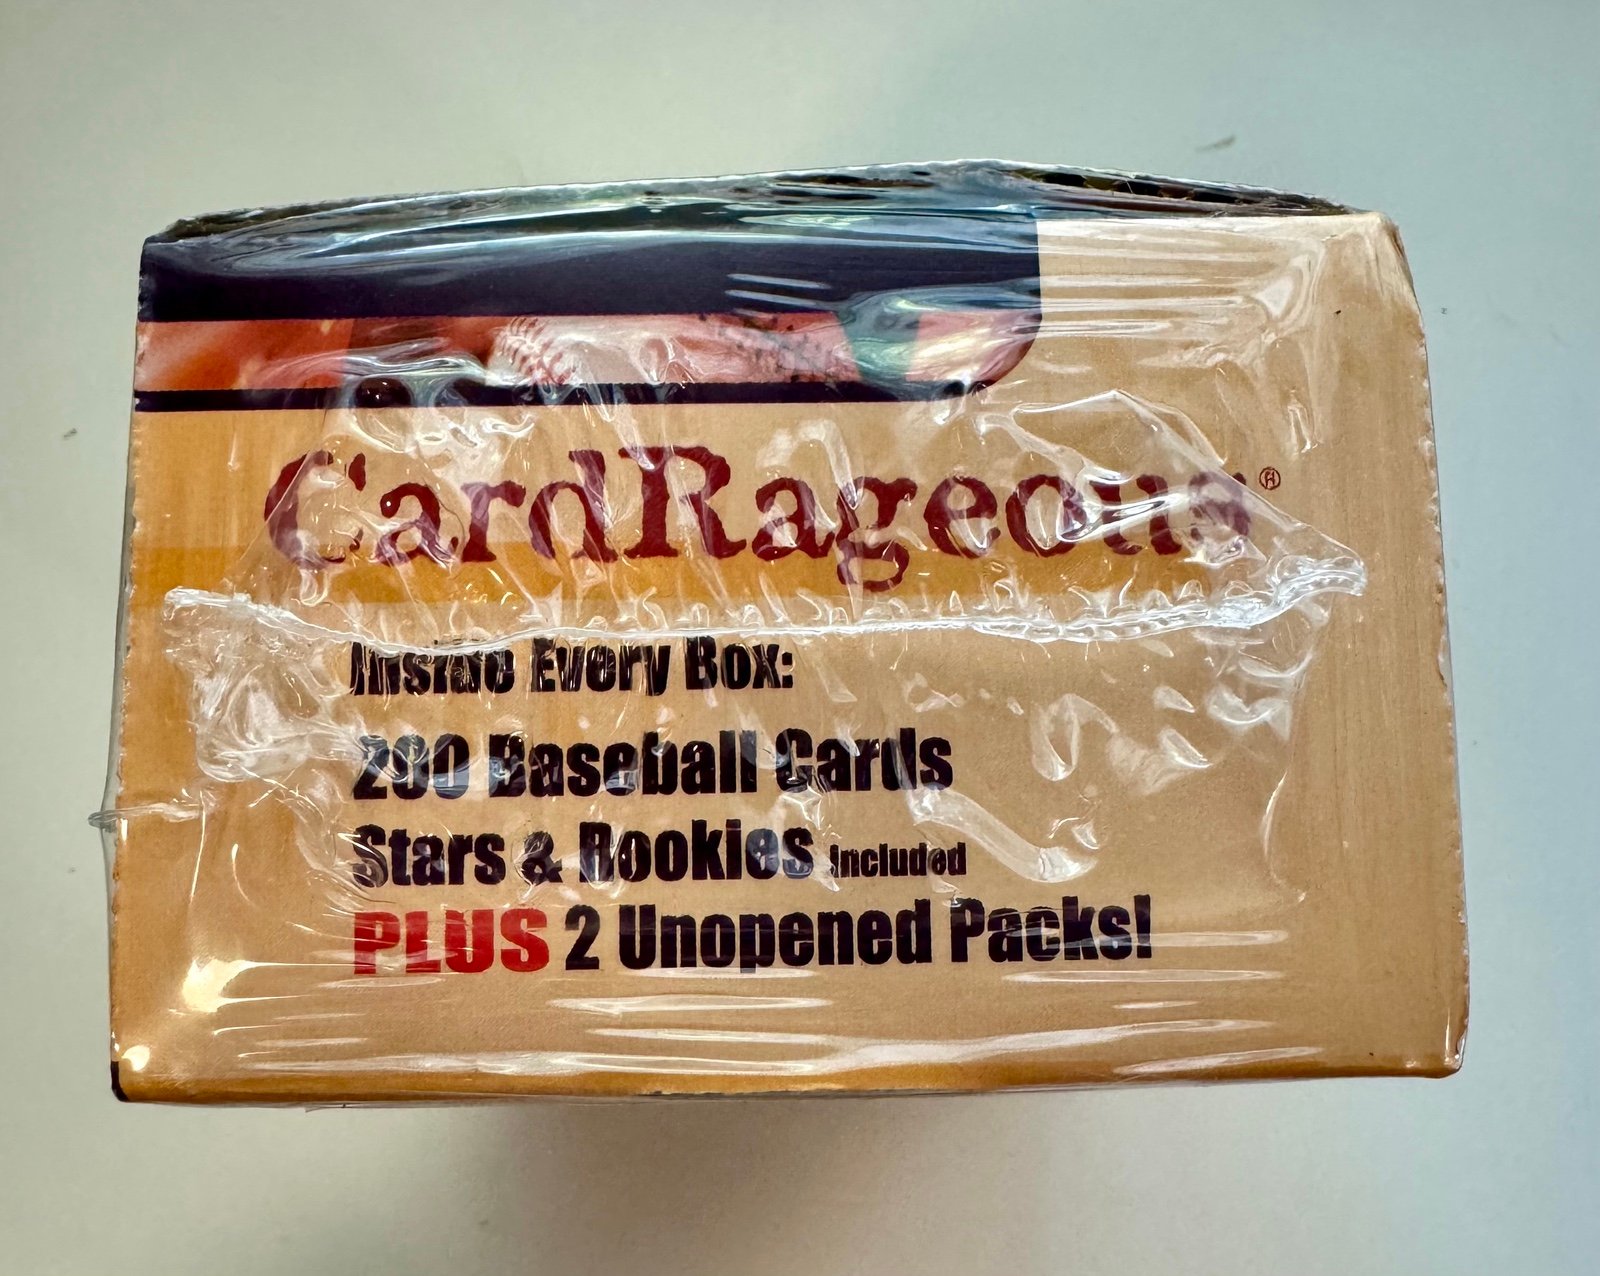 CardRageous®
Inside Every Box:
200 Baseball Cards
Stars & Rookies included
PLUS 2 Unopened Packs!